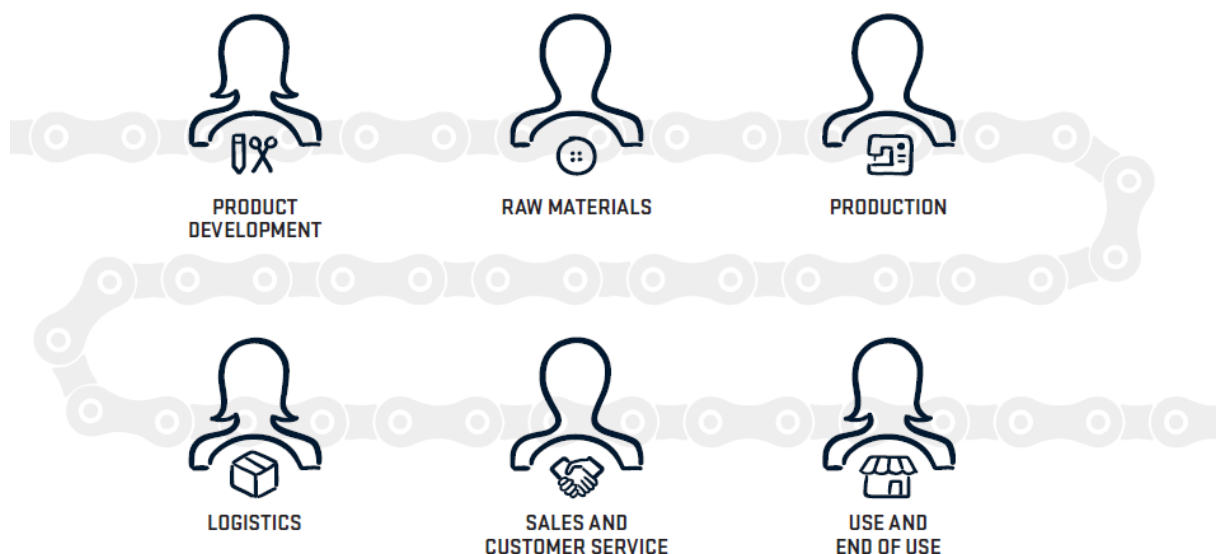 PRODUCT
DEVELOPMENT
RAW MATERIALS
PRODUCTION
LOGISTICS
SALES AND
CUSTOMER SERVICE
USE AND
END OF USE